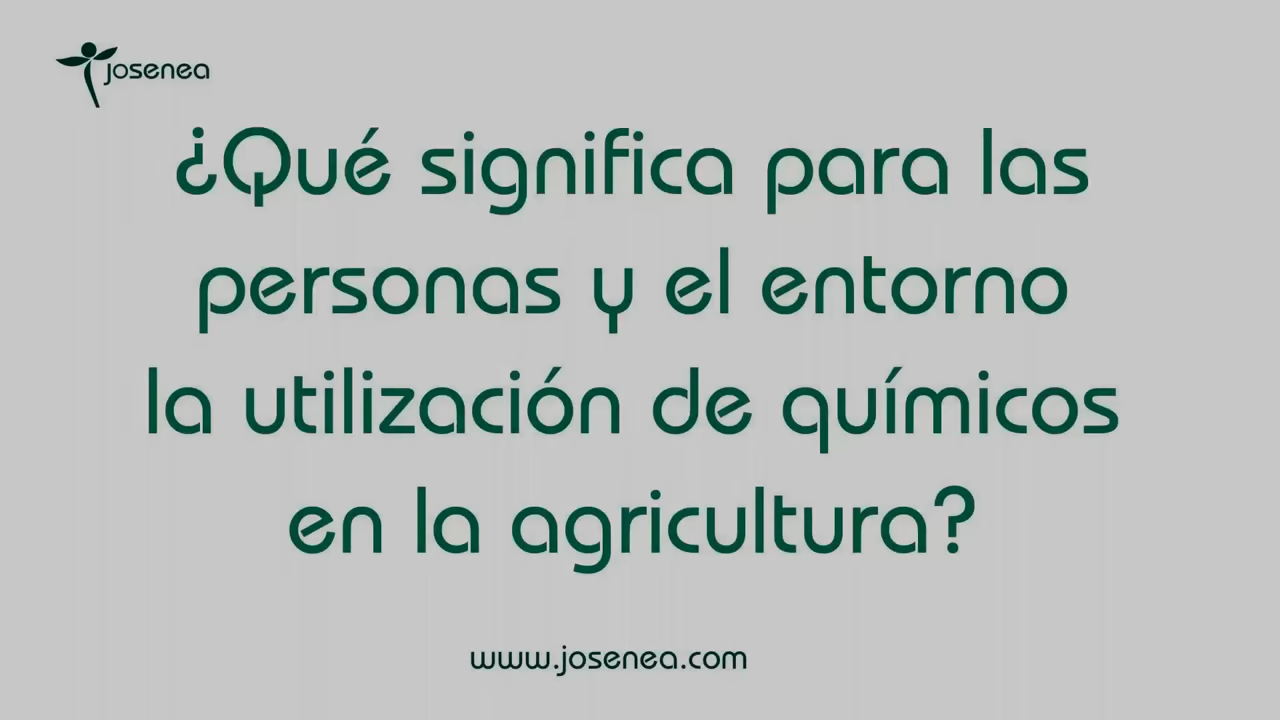 josenea
¿Qué significa para las
personas y el entorno
la utilización de químicos
en la agricultura?
www.josenea.com